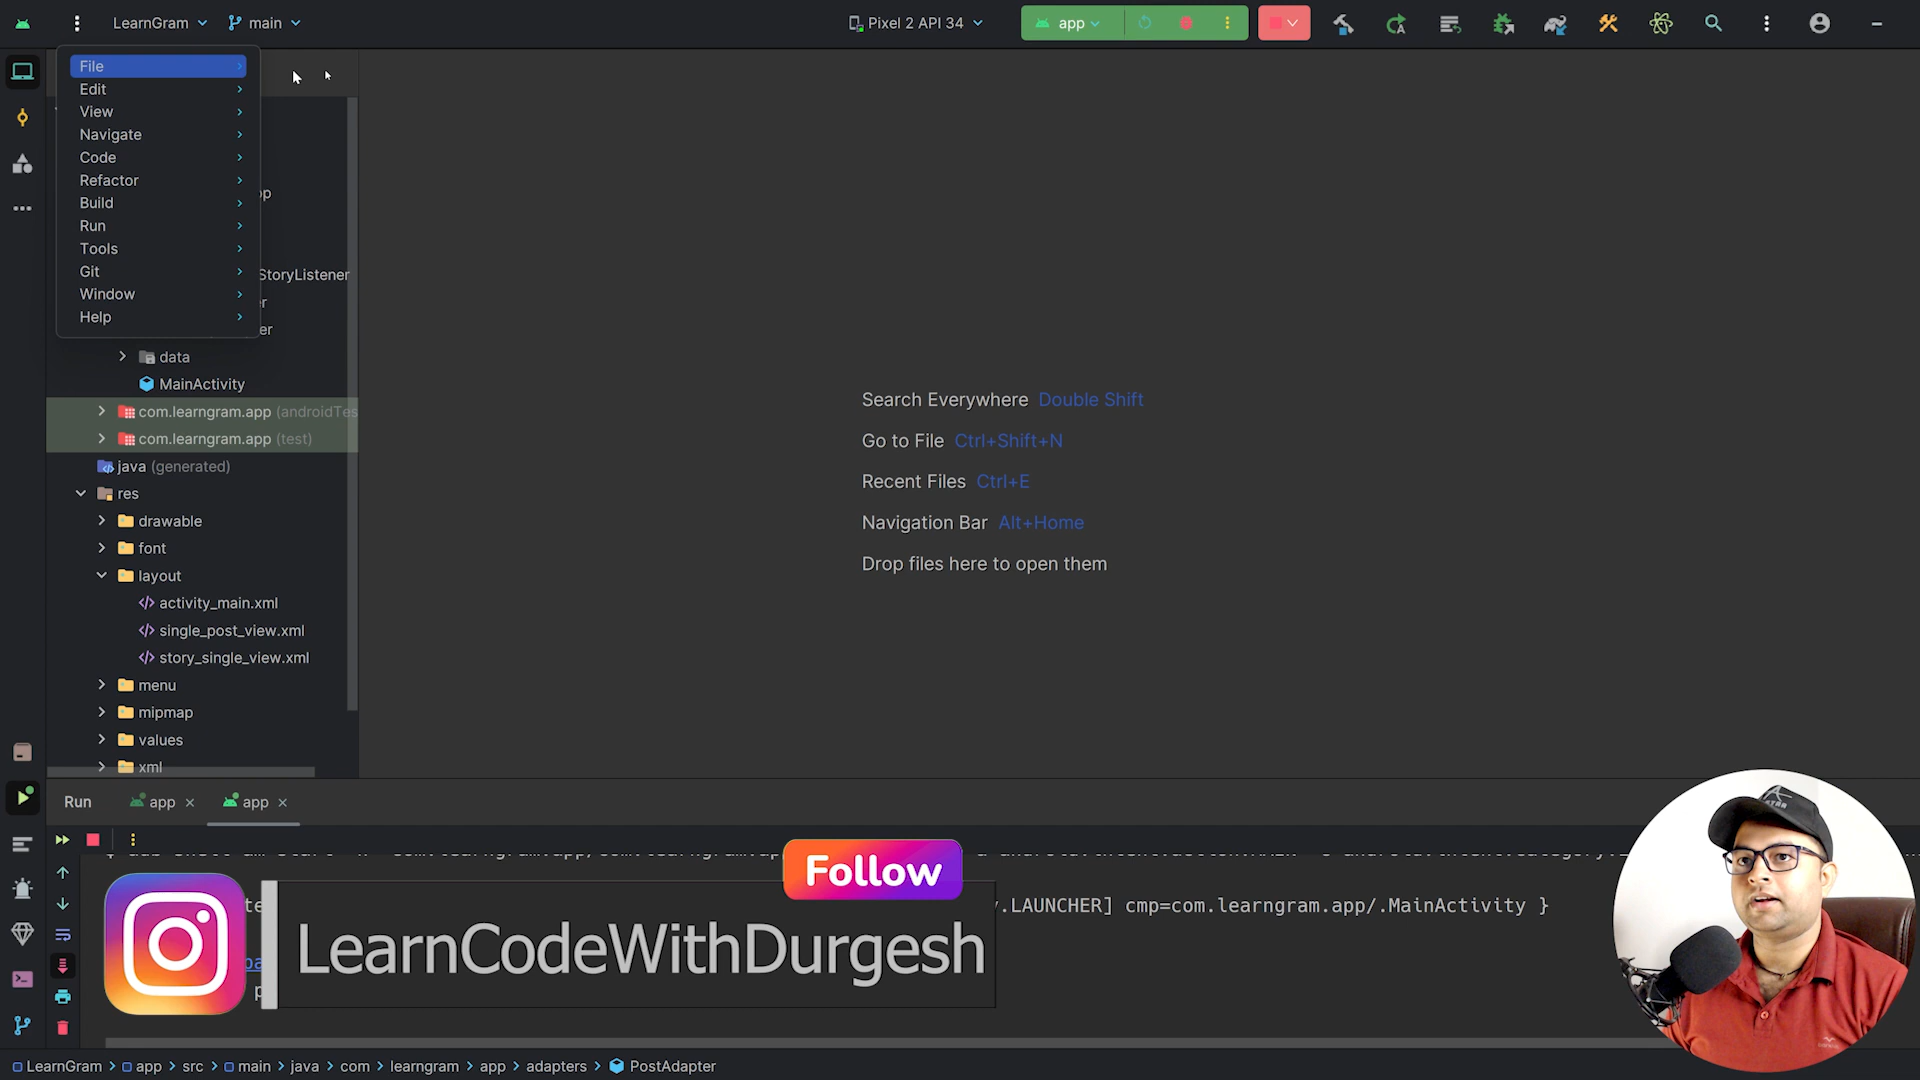 LearnGram
main
Pixel 2 API 34
app
File
Edit
View
Navigate
Code
Refactor
Build
Run
Tools
Git
Window
Help
StoryListener
data
MainActivity
com.learngram.app (androidTes
com.learngram.app (test)
java (generated)
res
drawable
font
layout
activity_main.xml
single_post_view.xml
story_single_view.xml
menu
mipmap
values
xml
Search Everywhere Double Shift
Go to File Ctrl+Shift+N
Recent Files Ctrl+E
Navigation Bar Alt+Home
Drop files here to open them
Run
app
app
Follow
.LAUNCHER] cmp=com.learngram.app/.MainActivity }
LearnCodeWithDurgesh
LearnGram > app > src > main > java > com > learngram > app > adapters > PostAdapter